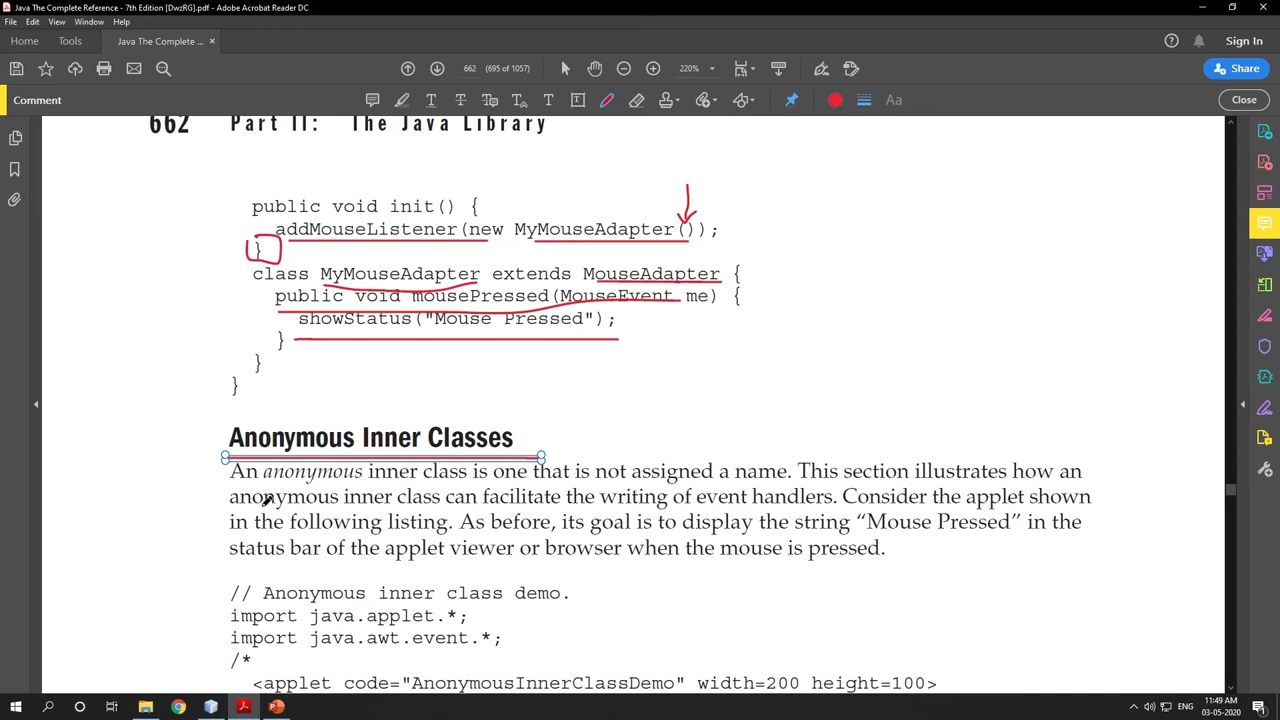 Java The Complete Reference - 7th Edition [DwzRG].pdf - Adobe Acrobat Reader DC
File Edit View Window Help
Home Tools Java The Complete ... × Sign In
662 (695 of 1057) 220% Share
Comment Aa Close
662 Part II: The Java Library
public void init() {
addMouseListener(new MyMouseAdapter());
}
class MyMouseAdapter extends MouseAdapter {
public void mousePressed(MouseEvent me) {
showStatus("Mouse Pressed");
}
}
}
Anonymous Inner Classes
An anonymous inner class is one that is not assigned a name. This section illustrates how an
anonymous inner class can facilitate the writing of event handlers. Consider the applet shown
in the following listing. As before, its goal is to display the string “Mouse Pressed” in the
status bar of the applet viewer or browser when the mouse is pressed.
// Anonymous inner class demo.
import java.applet.*;
import java.awt.event.*;
/*
<applet code="AnonymousInnerClassDemo" width=200 height=100>
ENG 11:49 AM
03-05-2020